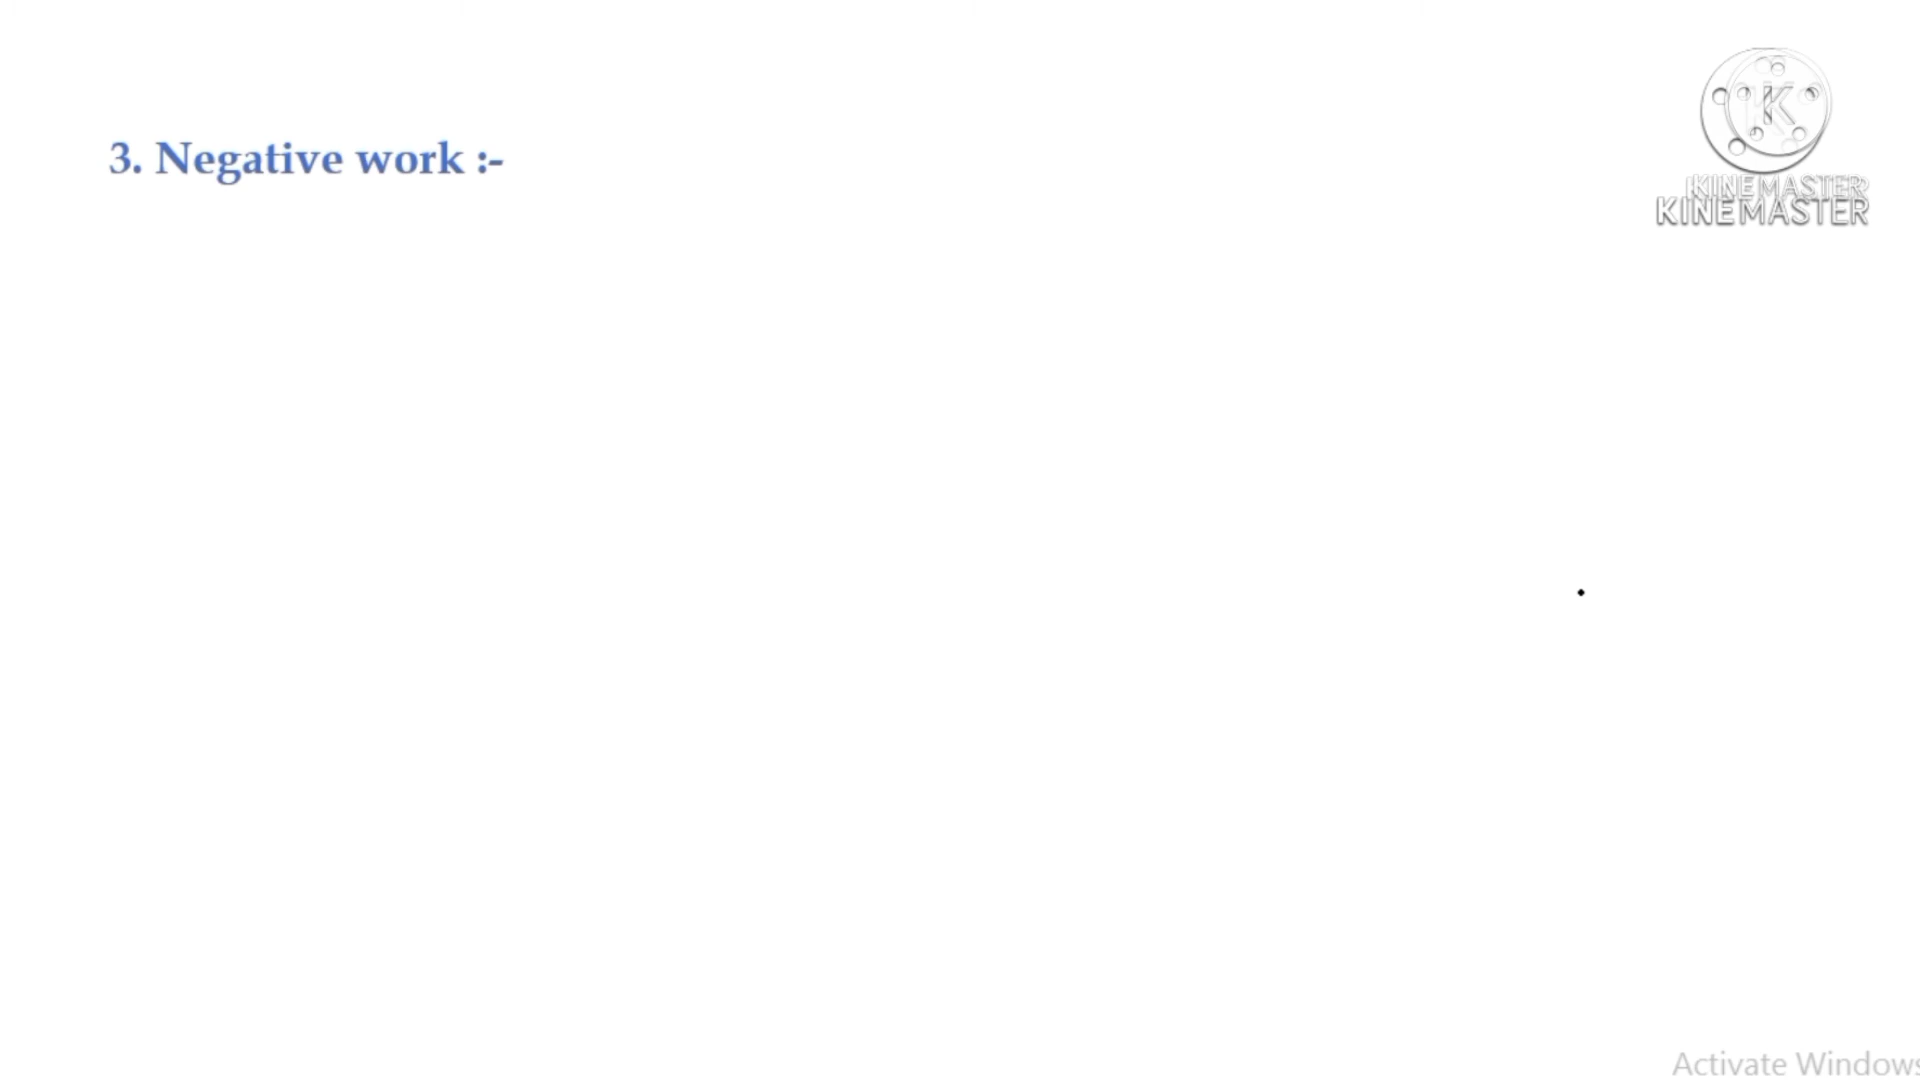 3. Negative work :-
K
KINEMASTER
KINEMASTER
Activate Windows